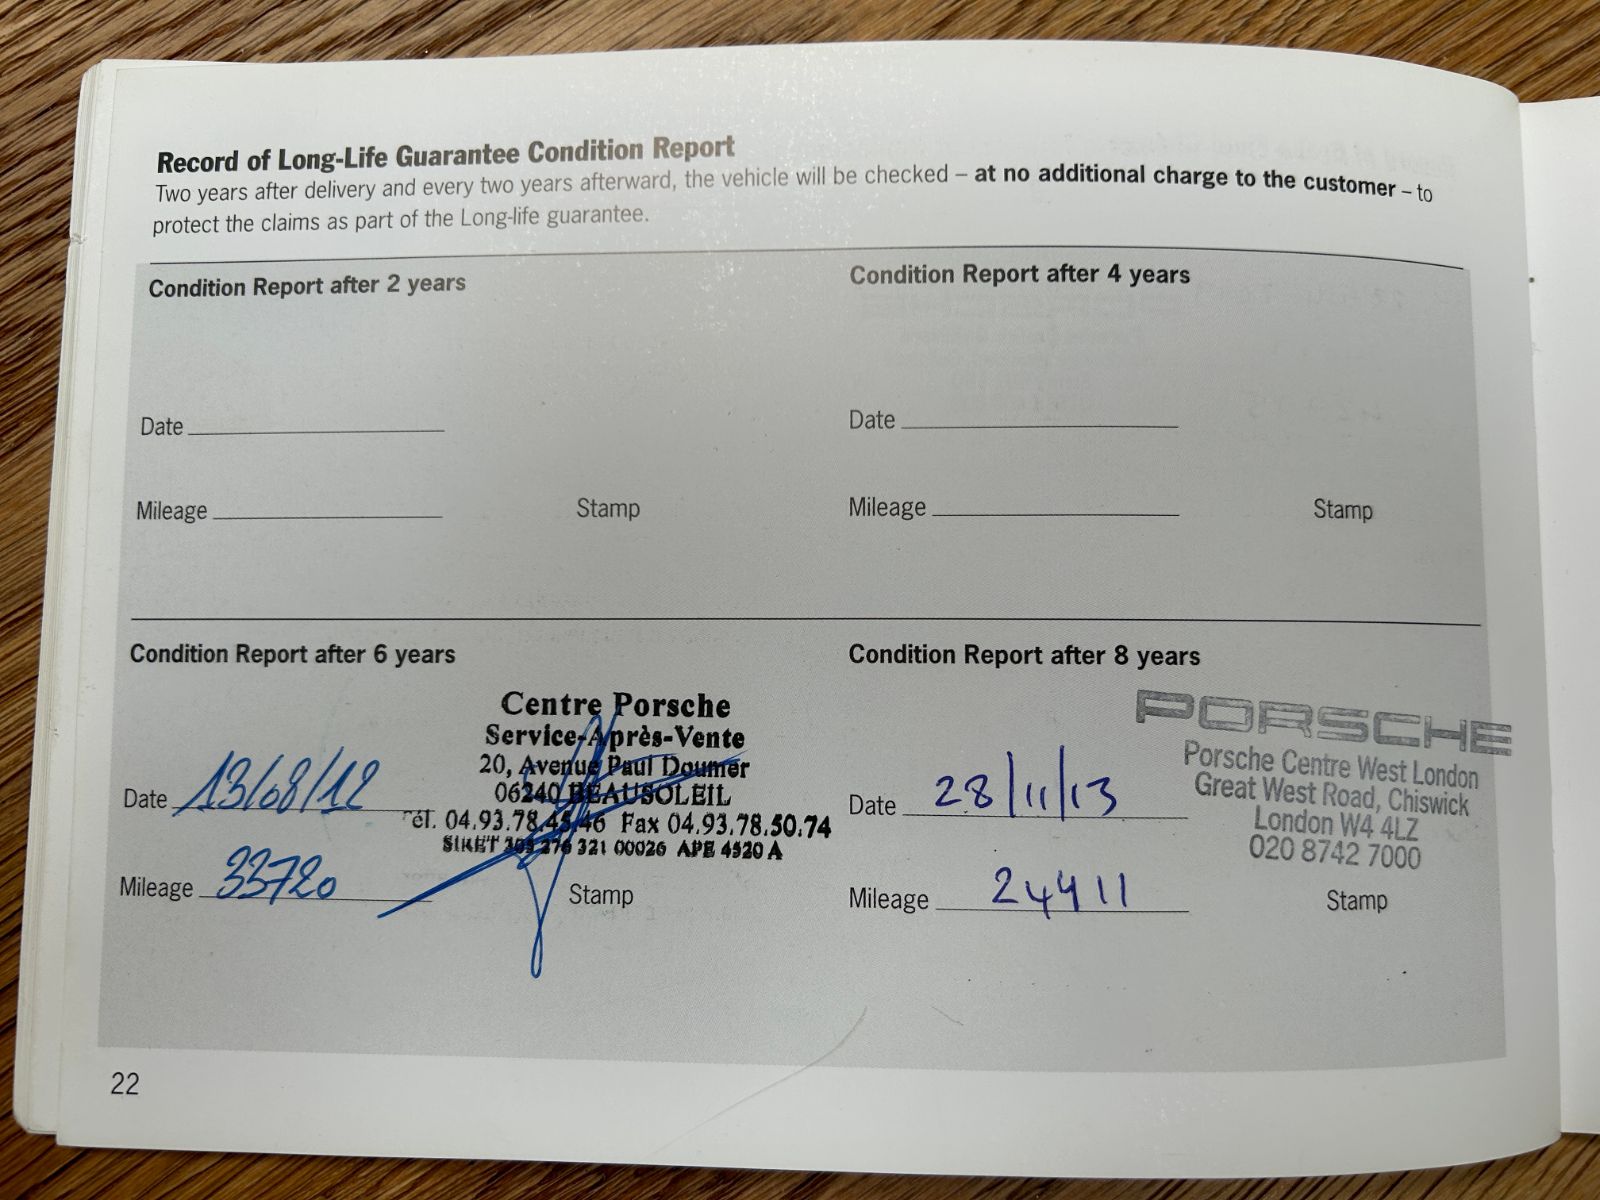 Record of Long-Life Guarantee Condition Report
Two years after delivery and every two years afterward, the vehicle will be checked – at no additional charge to the customer – to
protect the claims as part of the Long-life guarantee.
Condition Report after 2 years
Date
Mileage
Stamp
Condition Report after 4 years
Date
Mileage
Stamp
Condition Report after 6 years
Centre Porsche
Service-Après-Vente
20, Avenue Paul Doumer
06240 BEAUSOLEIL
Tél. 04.93.78.45.46 Fax 04.93.78.50.74
SIRET 305 276 321 00026 APE 4520 A
Date 13/08/12
Mileage 33720
Stamp
Condition Report after 8 years
PORSCHE
Porsche Centre West London
Great West Road, Chiswick
London W4 4LZ
020 8742 7000
Date 28/11/13
Mileage 24411
Stamp
22